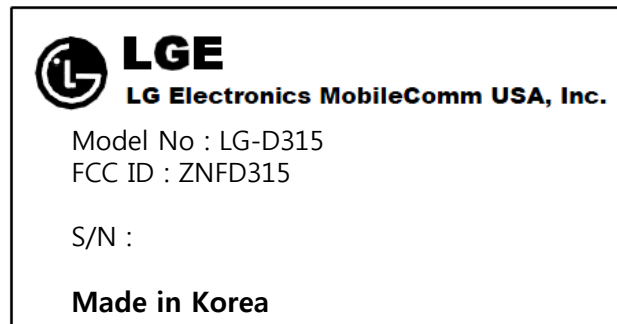 LGE
LG Electronics MobileComm USA, Inc.
Model No : LG-D315
FCC ID : ZNFD315
S/N :
Made in Korea